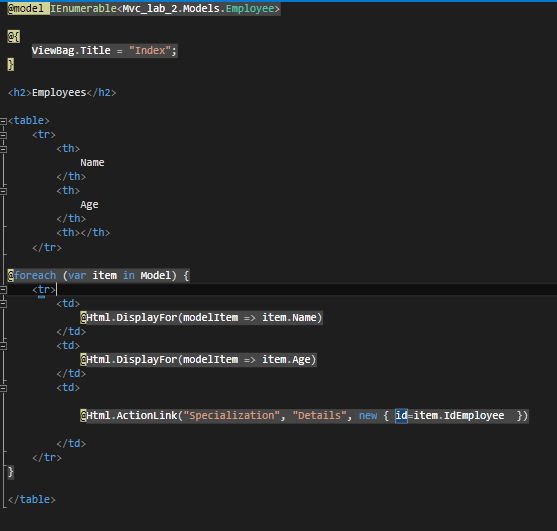 @model IEnumerable<Mvc_lab_2.Models.Employee>
@{
ViewBag.Title = "Index";
}
<h2>Employees</h2>
<table>
<tr>
<th>
Name
</th>
<th>
Age
</th>
<th></th>
</tr>
@foreach (var item in Model) {
<tr>
<td>
@Html.DisplayFor(modelItem => item.Name)
</td>
<td>
@Html.DisplayFor(modelItem => item.Age)
</td>
<td>
@Html.ActionLink("Specialization", "Details", new { id=item.IdEmployee  })
</td>
</tr>
}
</table>